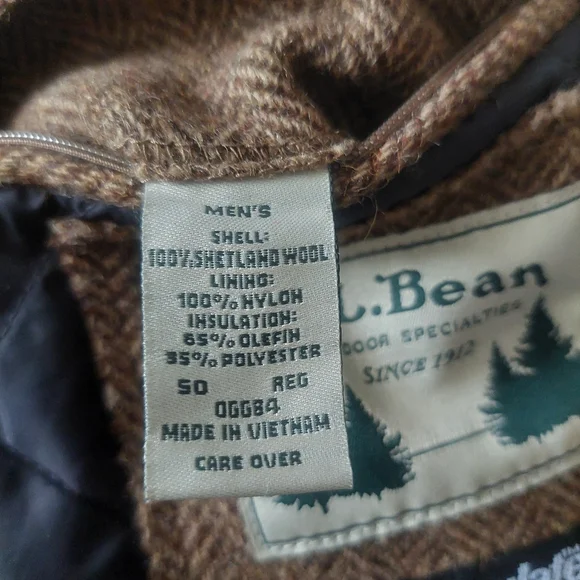 MEN'S
SHELL:
100% SHETLAND WOOL
LINING:
100% NYLON
INSULATION:
65% OLEFIN
35% POLYESTER
50 REG
0GG84
MADE IN VIETNAM
CARE OVER
L.Bean
DOOR SPECIALTIES
SINCE 1912